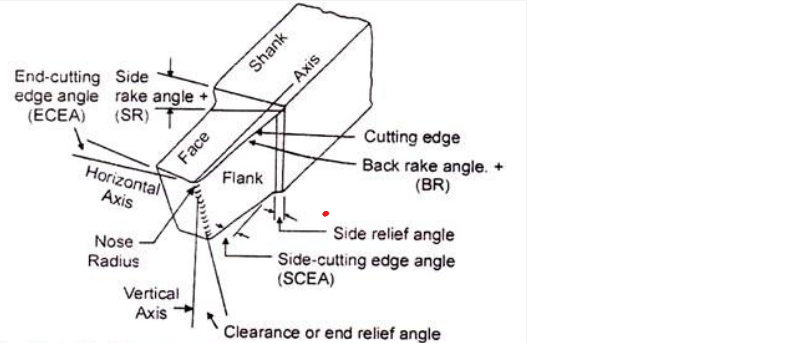 Shank
Axis
End-cutting
edge angle
(ECEA)
Side
rake angle +
(SR)
Face
Cutting edge
Back rake angle. +
(BR)
Flank
Horizontal
Axis
Nose
Radius
Side relief angle
Side-cutting edge angle
(SCEA)
Vertical
Axis
Clearance or end relief angle